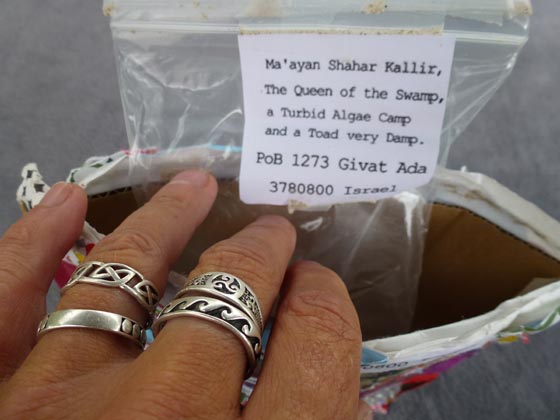 Ma'ayan Shahar Kallir,
The Queen of the Swamp,
a Turbid Algae Camp
and a Toad very Damp.
PoB 1273 Givat Ada
3780800 Israel